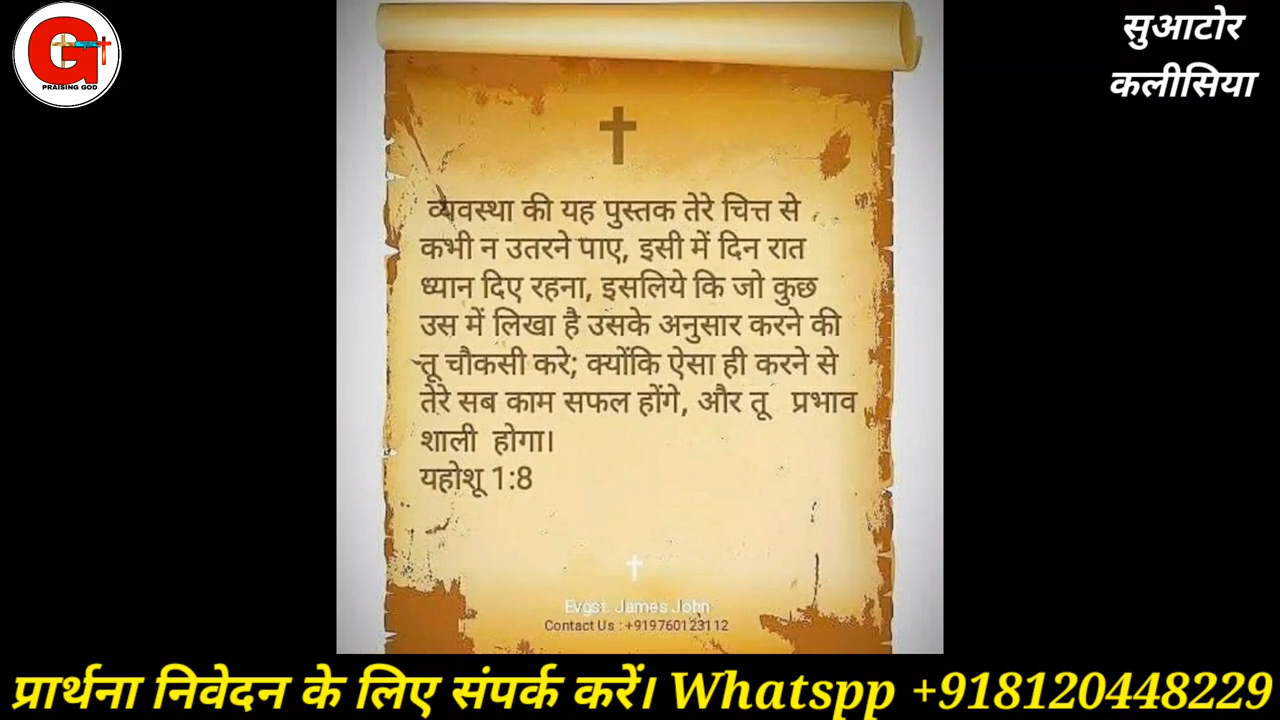 G
PRAISING GOD
सुआटोर
कलीसिया
व्यवस्था की यह पुस्तक तेरे चित्त से
कभी न उतरने पाए, इसी में दिन रात
ध्यान दिए रहना, इसलिये कि जो कुछ
उस में लिखा है उसके अनुसार करने की
तू चौकसी करे; क्योंकि ऐसा ही करने से
तेरे सब काम सफल होंगे, और तू प्रभाव
शाली होगा।
यहोशू 1:8
Evgst. James John
Contact Us : +919760123112
प्रार्थना निवेदन के लिए संपर्क करें। Whatspp +918120448229